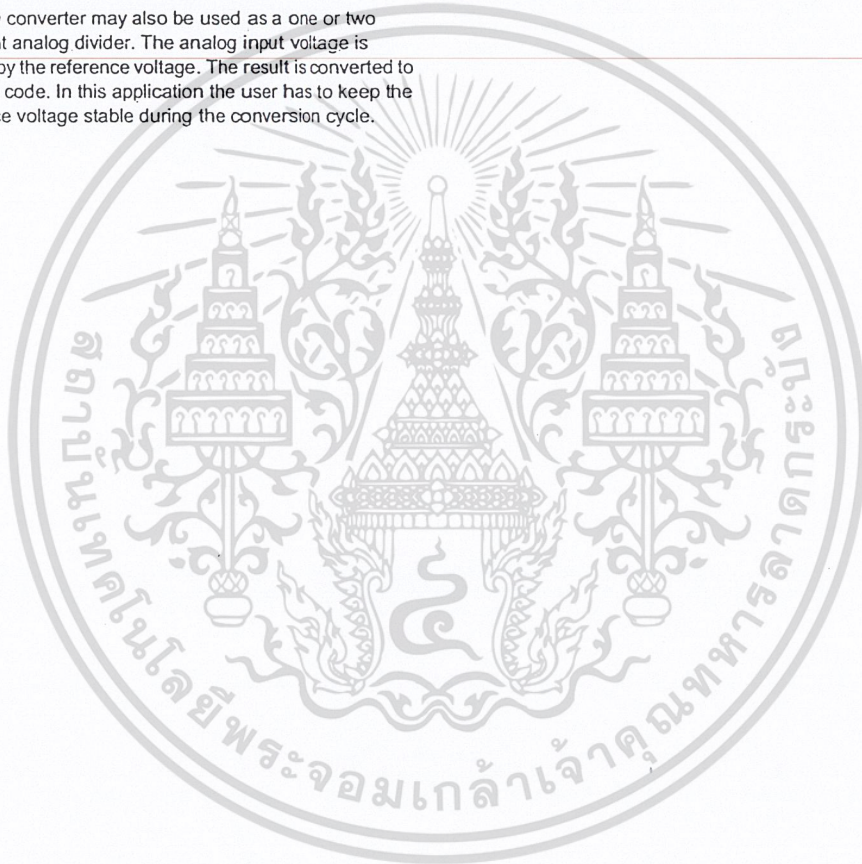 converter may also be used as a one or two
t analog divider. The analog input voltage is
by the reference voltage. The result is converted to
code. In this application the user has to keep the
e voltage stable during the conversion cycle.
สถาบันเทคโนโลยีพระจอมเกล้าเจ้าคุณทหารลาดกระบัง
๔